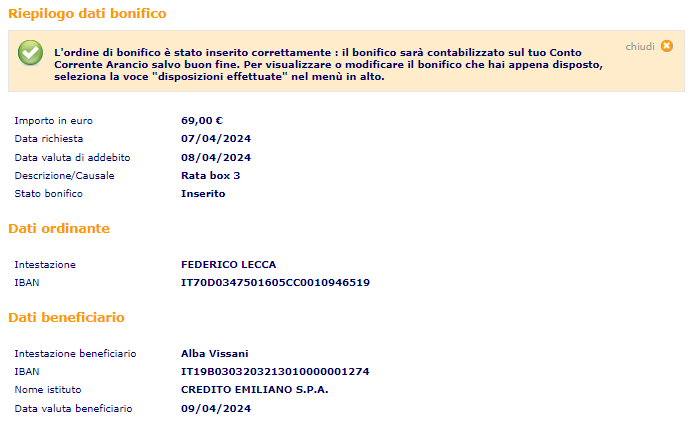 Riepilogo dati bonifico
chiudi
L'ordine di bonifico è stato inserito correttamente : il bonifico sarà contabilizzato sul tuo Conto
Corrente Arancio salvo buon fine. Per visualizzare o modificare il bonifico che hai appena disposto,
seleziona la voce "disposizioni effettuate" nel menù in alto.
Importo in euro 69,00 €
Data richiesta 07/04/2024
Data valuta di addebito 08/04/2024
Descrizione/Causale Rata box 3
Stato bonifico Inserito
Dati ordinante
Intestazione FEDERICO LECCA
IBAN IT70D0347501605CC0010946519
Dati beneficiario
Intestazione beneficiario Alba Vissani
IBAN IT19B0303203213010000001274
Nome istituto CREDITO EMILIANO S.P.A.
Data valuta beneficiario 09/04/2024